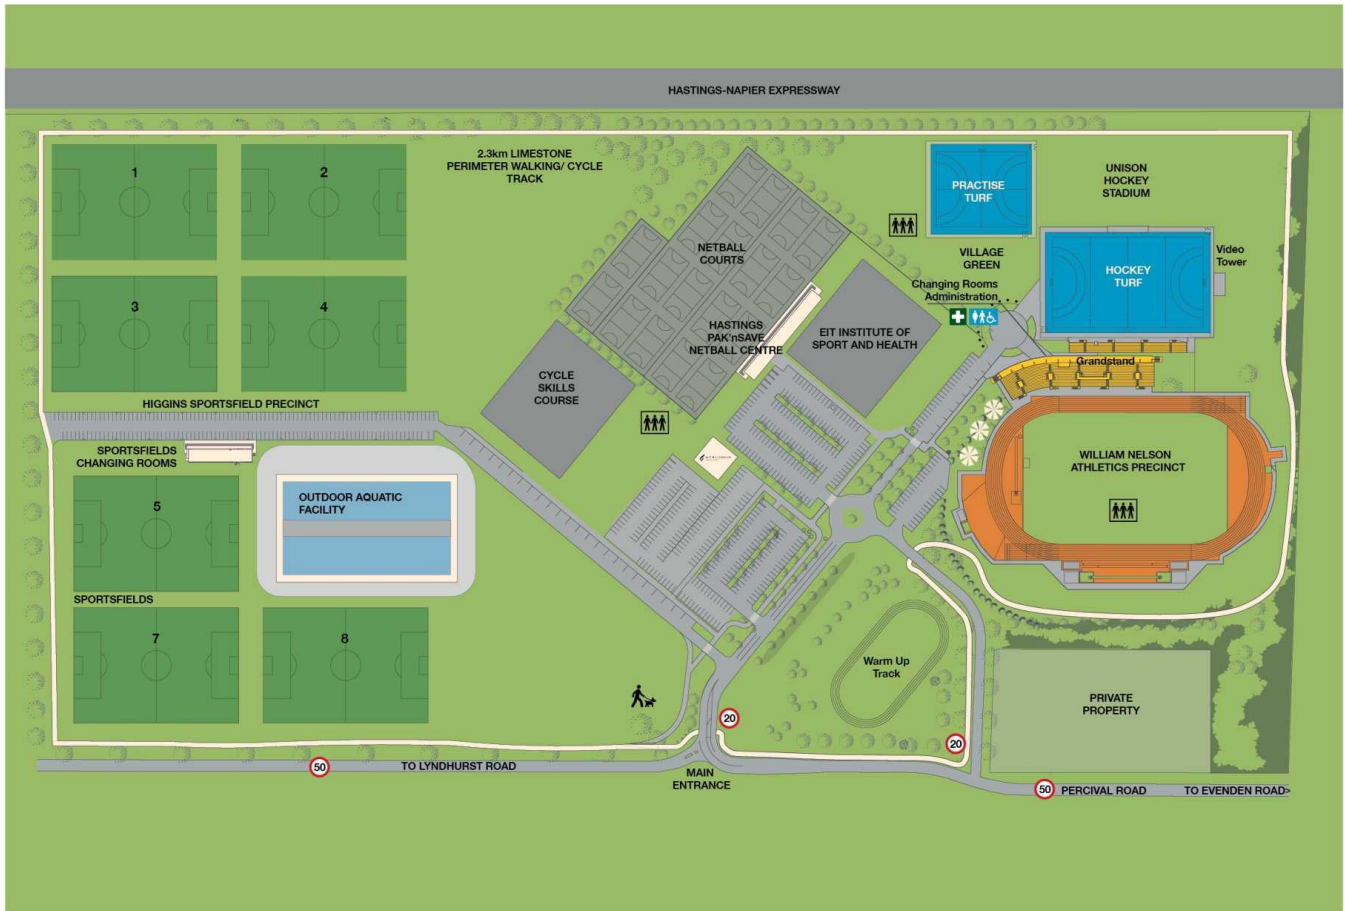 HASTINGS-NAPIER EXPRESSWAY
2.3km LIMESTONE
PERIMETER WALKING/ CYCLE
TRACK
1
2
3
4
PRACTISE
TURF
UNISON
HOCKEY
STADIUM
NETBALL
COURTS
VILLAGE
GREEN
Video
Tower
HOCKEY
TURF
Changing Rooms
Administration
HASTINGS
PAK'nSAVE
NETBALL CENTRE
EIT INSTITUTE OF
SPORT AND HEALTH
Grandstand
CYCLE
SKILLS
COURSE
HIGGINS SPORTSFIELD PRECINCT
SPORTSFIELDS
CHANGING ROOMS
WILLIAM NELSON
ATHLETICS PRECINCT
OUTDOOR AQUATIC
FACILITY
5
SPORTSFIELDS
7
8
Warm Up
Track
PRIVATE
PROPERTY
20
20
50
TO LYNDHURST ROAD
MAIN
ENTRANCE
50
PERCIVAL ROAD
TO EVENDEN ROAD>